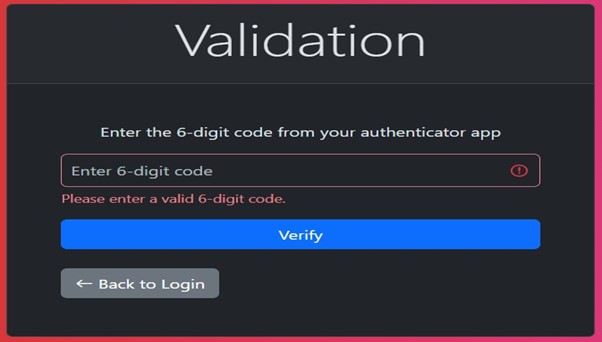 Validation
Enter the 6-digit code from your authenticator app
Enter 6-digit code
Please enter a valid 6-digit code.
Verify
← Back to Login